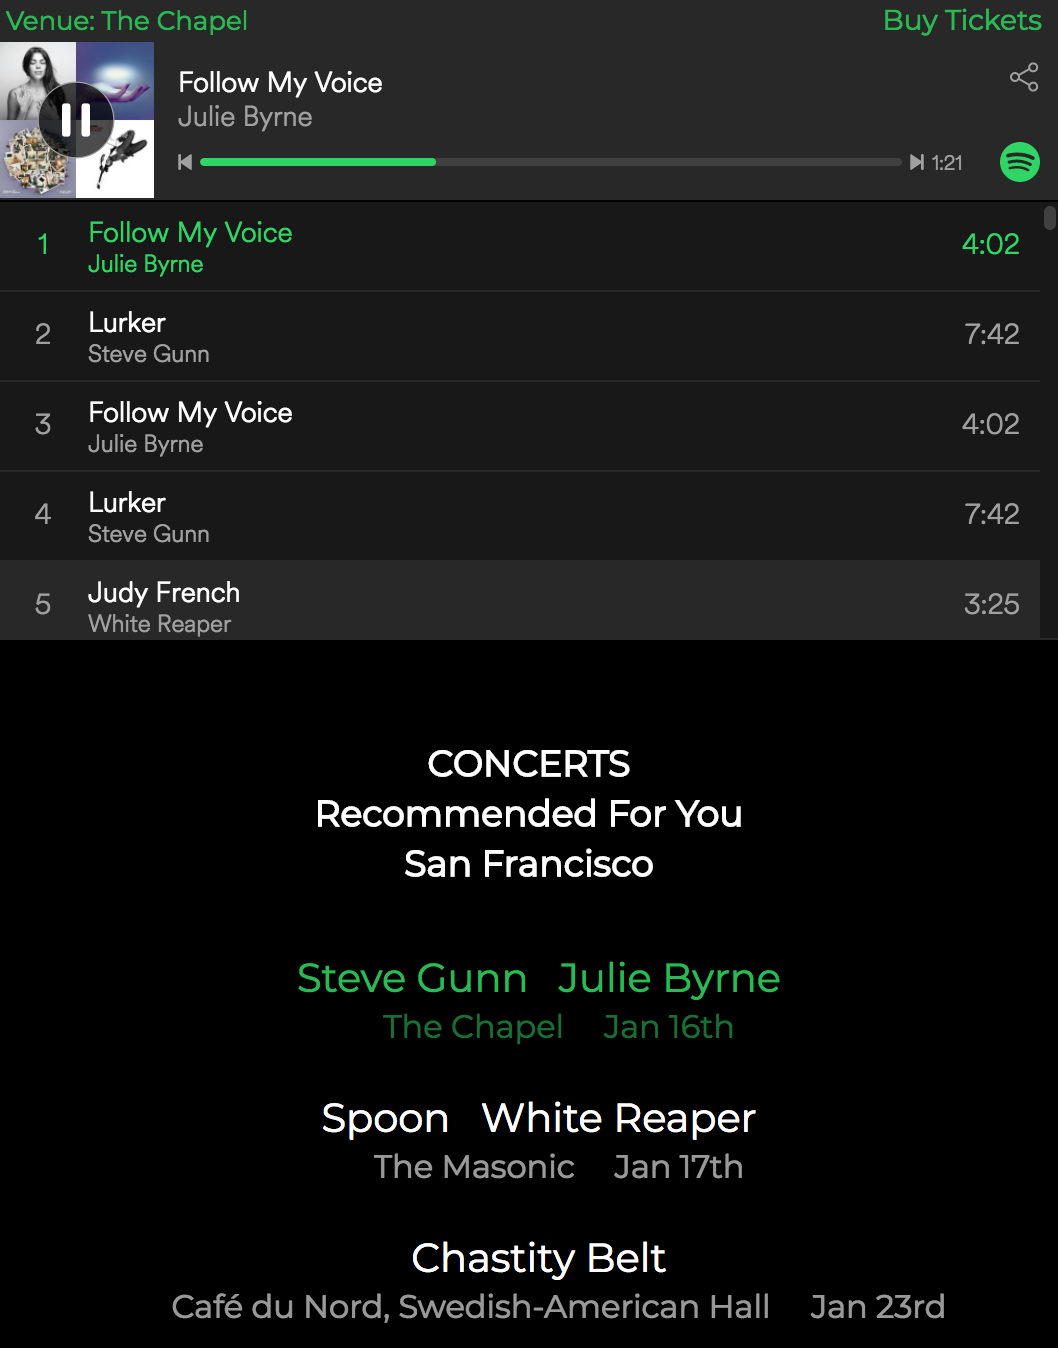 Venue: The Chapel
Buy Tickets
Follow My Voice
Julie Byrne
1:21
1
Follow My Voice
4:02
Julie Byrne
2
Lurker
7:42
Steve Gunn
3
Follow My Voice
4:02
Julie Byrne
4
Lurker
7:42
Steve Gunn
5
Judy French
3:25
White Reaper
CONCERTS
Recommended For You
San Francisco
Steve Gunn Julie Byrne
The Chapel Jan 16th
Spoon White Reaper
The Masonic Jan 17th
Chastity Belt
Café du Nord, Swedish-American Hall Jan 23rd